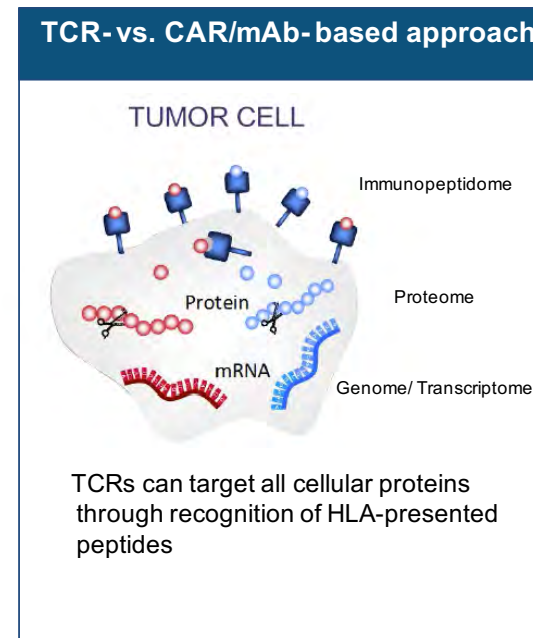 TCR- vs. CAR/mAb- based approach
TUMOR CELL
Immunopeptidome
Protein
Proteome
mRNA
Genome/ Transcriptome
TCRs can target all cellular proteins
through recognition of HLA-presented
peptides